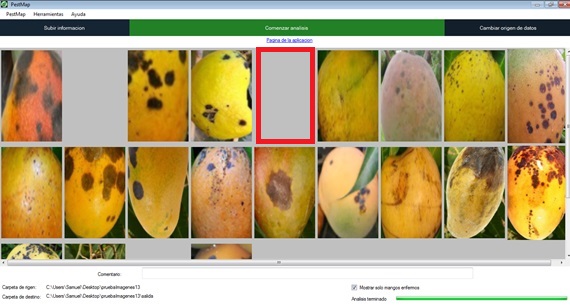 PestMap
PestMap Herramientas Ayuda
Subir informacion Comenzar analisis Cambiar origen de datos
Pagina de la aplicacion
Comentario:
Carpeta de rigen: C:\Users\Samuel\Desktop\pruebaImagenes13
Mostrar solo mangos enfermos
Carpeta de destino: C:\Users\Samuel\Desktop\pruebaImagenes13\salida
Analisis terminado